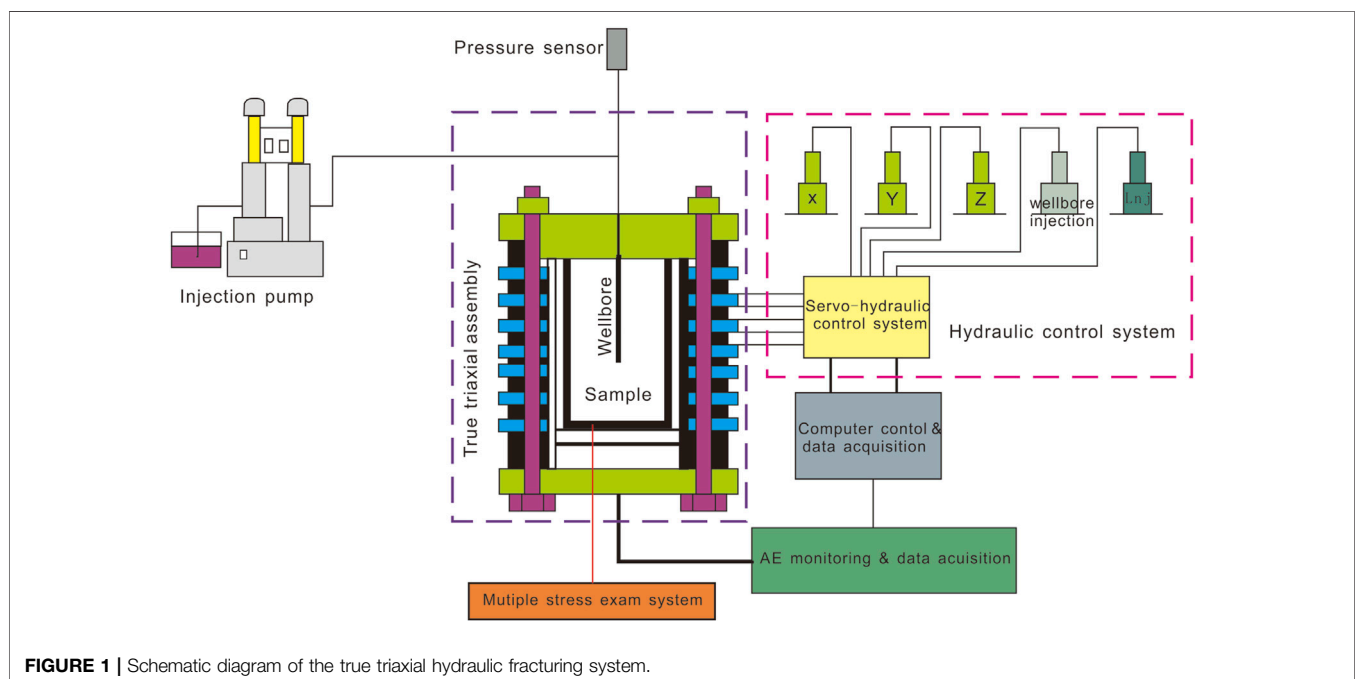 Pressure sensor
Injection pump
True triaxial assembly
Wellbore
Sample
x
Y
Z
wellbore
injection
Lnj
Servo-hydraulic
control system
Hydraulic control system
Computer contol &
data acquisition
AE monitoring & data acuisition
Mutiple stress exam system
FIGURE 1 | Schematic diagram of the true triaxial hydraulic fracturing system.